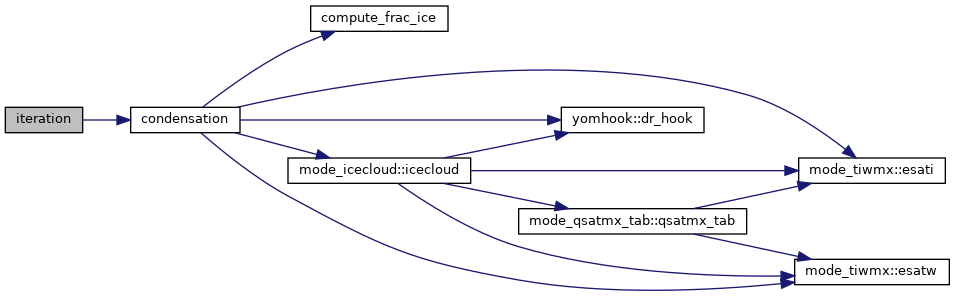 compute_frac_ice
iteration
condensation
yomhook::dr_hook
mode_icecloud::icecloud
mode_tiwmx::esati
mode_qsatmx_tab::qsatmx_tab
mode_tiwmx::esatw